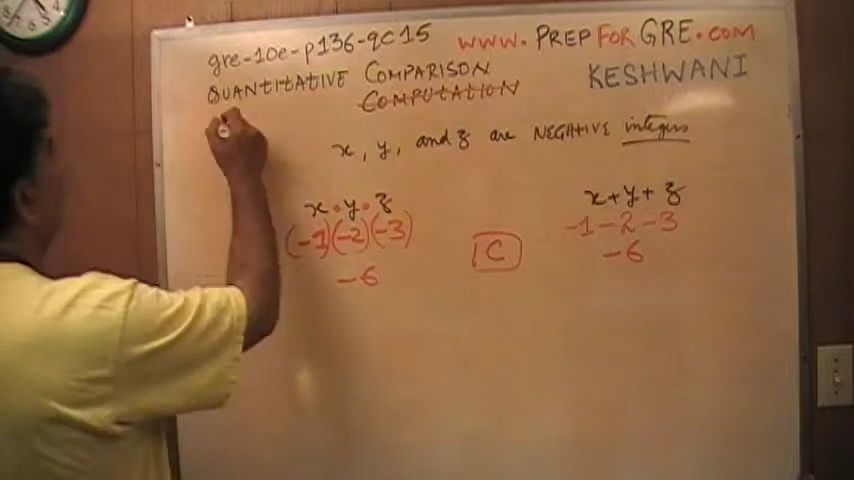 gre-10e-p136-qc15
www. PREPFORGRE.COM
QUANTITATIVE COMPARISON
KESHWANI
COMPUTATION
x, y, and z are NEGATIVE integers
x • y • z
x + y + z
(-1)(-2)(-3)
-1-2-3
C
-6
-6